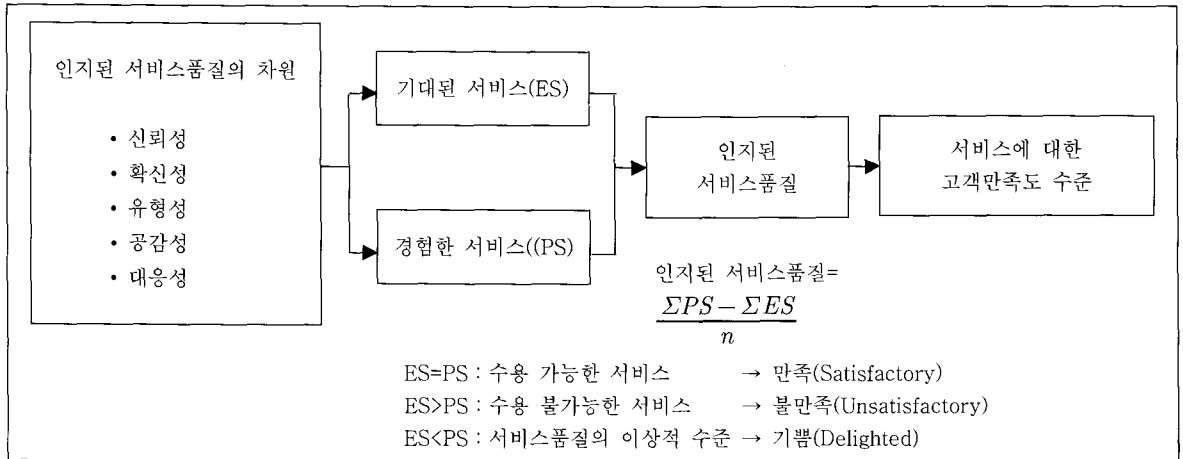 인지된 서비스품질의 차원
• 신뢰성
• 확신성
• 유형성
• 공감성
• 대응성
기대된 서비스(ES)
경험한 서비스((PS)
인지된
서비스품질
서비스에 대한
고객만족도 수준
인지된 서비스품질=
ΣPS − ΣES
n
ES=PS : 수용 가능한 서비스 → 만족(Satisfactory)
ES>PS : 수용 불가능한 서비스 → 불만족(Unsatisfactory)
ES<PS : 서비스품질의 이상적 수준 → 기쁨(Delighted)